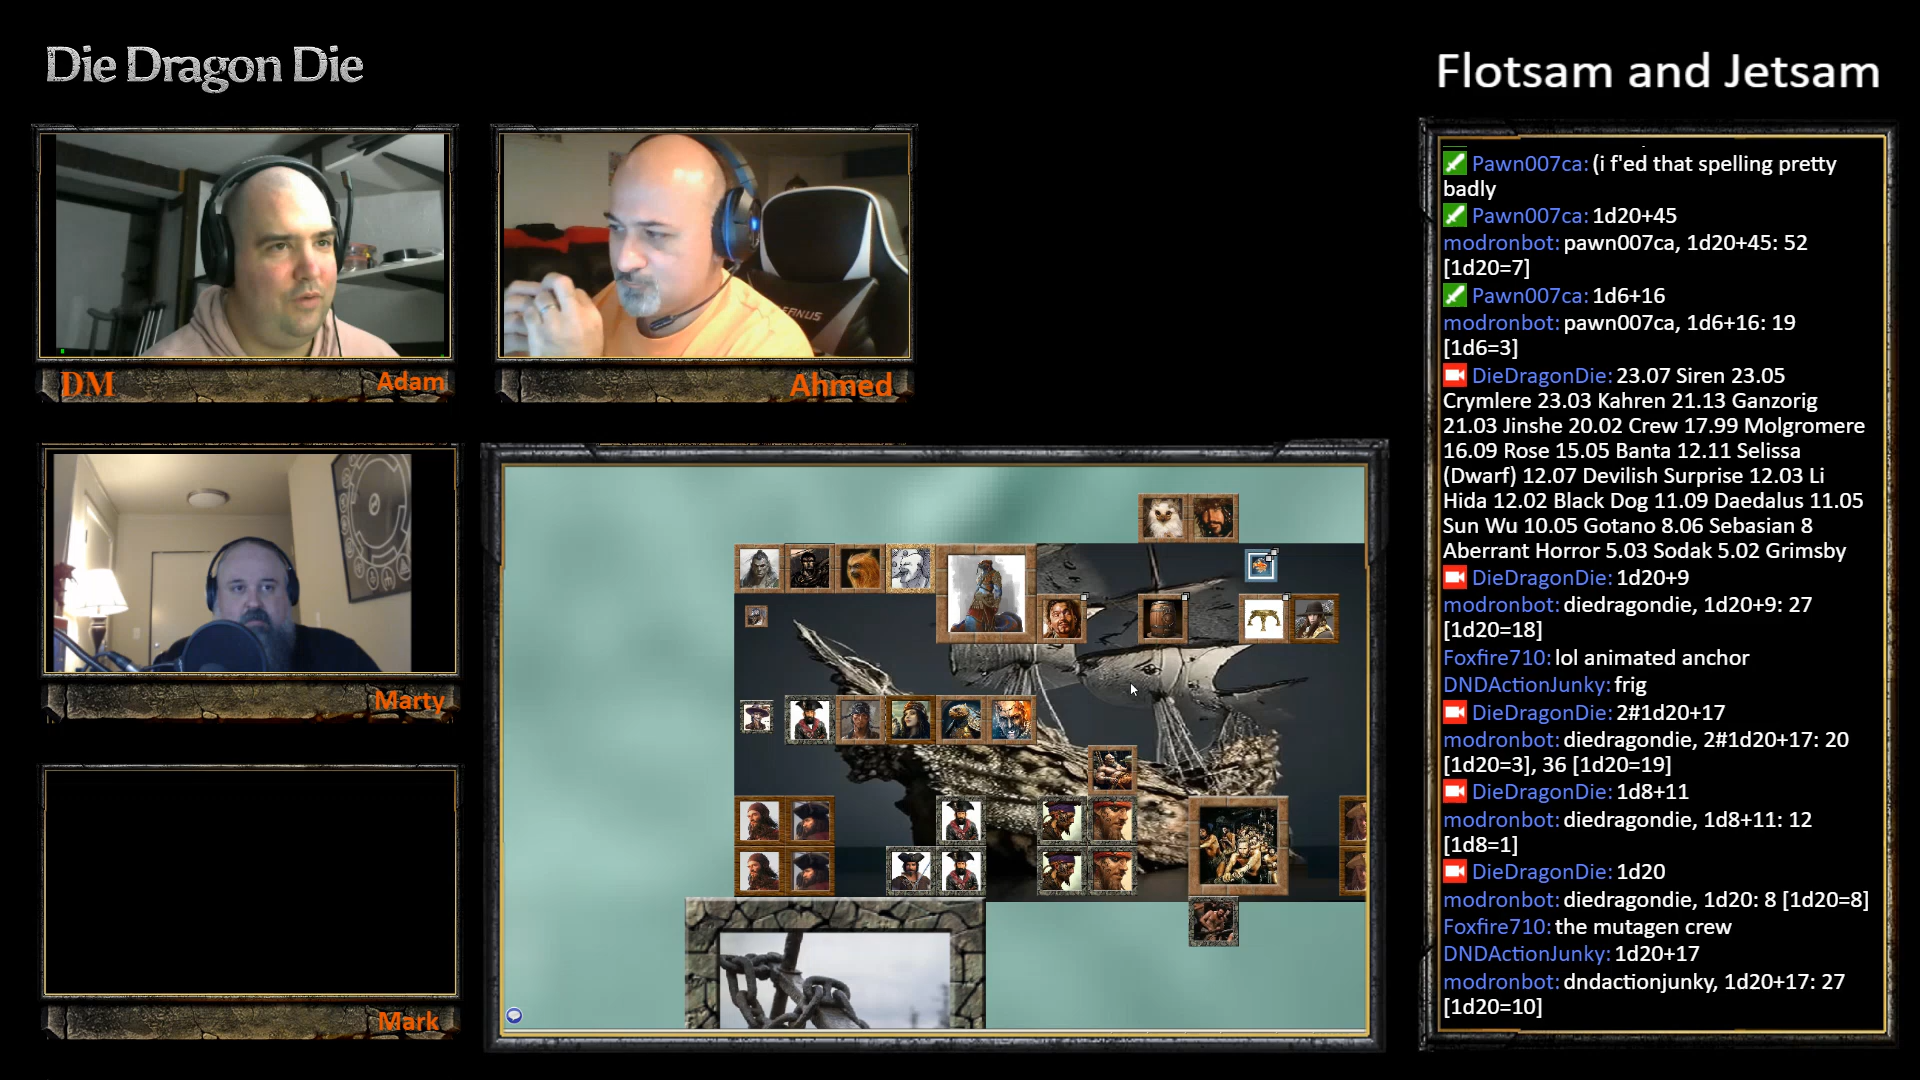 Die Dragon Die
Flotsam and Jetsam
DM
Adam
Ahmed
Marty
Mark
Pawn007ca: (i f'ed that spelling pretty
badly
Pawn007ca: 1d20+45
modronbot: pawn007ca, 1d20+45: 52
[1d20=7]
Pawn007ca: 1d6+16
modronbot: pawn007ca, 1d6+16: 19
[1d6=3]
DieDragonDie: 23.07 Siren 23.05
Crymlere 23.03 Kahren 21.13 Ganzorig
21.03 Jinshe 20.02 Crew 17.99 Molgromere
16.09 Rose 15.05 Banta 12.11 Selissa
(Dwarf) 12.07 Devilish Surprise 12.03 Li
Hida 12.02 Black Dog 11.09 Daedalus 11.05
Sun Wu 10.05 Gotano 8.06 Sebasian 8
Aberrant Horror 5.03 Sodak 5.02 Grimsby
DieDragonDie: 1d20+9
modronbot: diedragondie, 1d20+9: 27
[1d20=18]
Foxfire710: lol animated anchor
DNDActionJunky: frig
DieDragonDie: 2#1d20+17
modronbot: diedragondie, 2#1d20+17: 20
[1d20=3], 36 [1d20=19]
DieDragonDie: 1d8+11
modronbot: diedragondie, 1d8+11: 12
[1d8=1]
DieDragonDie: 1d20
modronbot: diedragondie, 1d20: 8 [1d20=8]
Foxfire710: the mutagen crew
DNDActionJunky: 1d20+17
modronbot: dndactionjunky, 1d20+17: 27
[1d20=10]